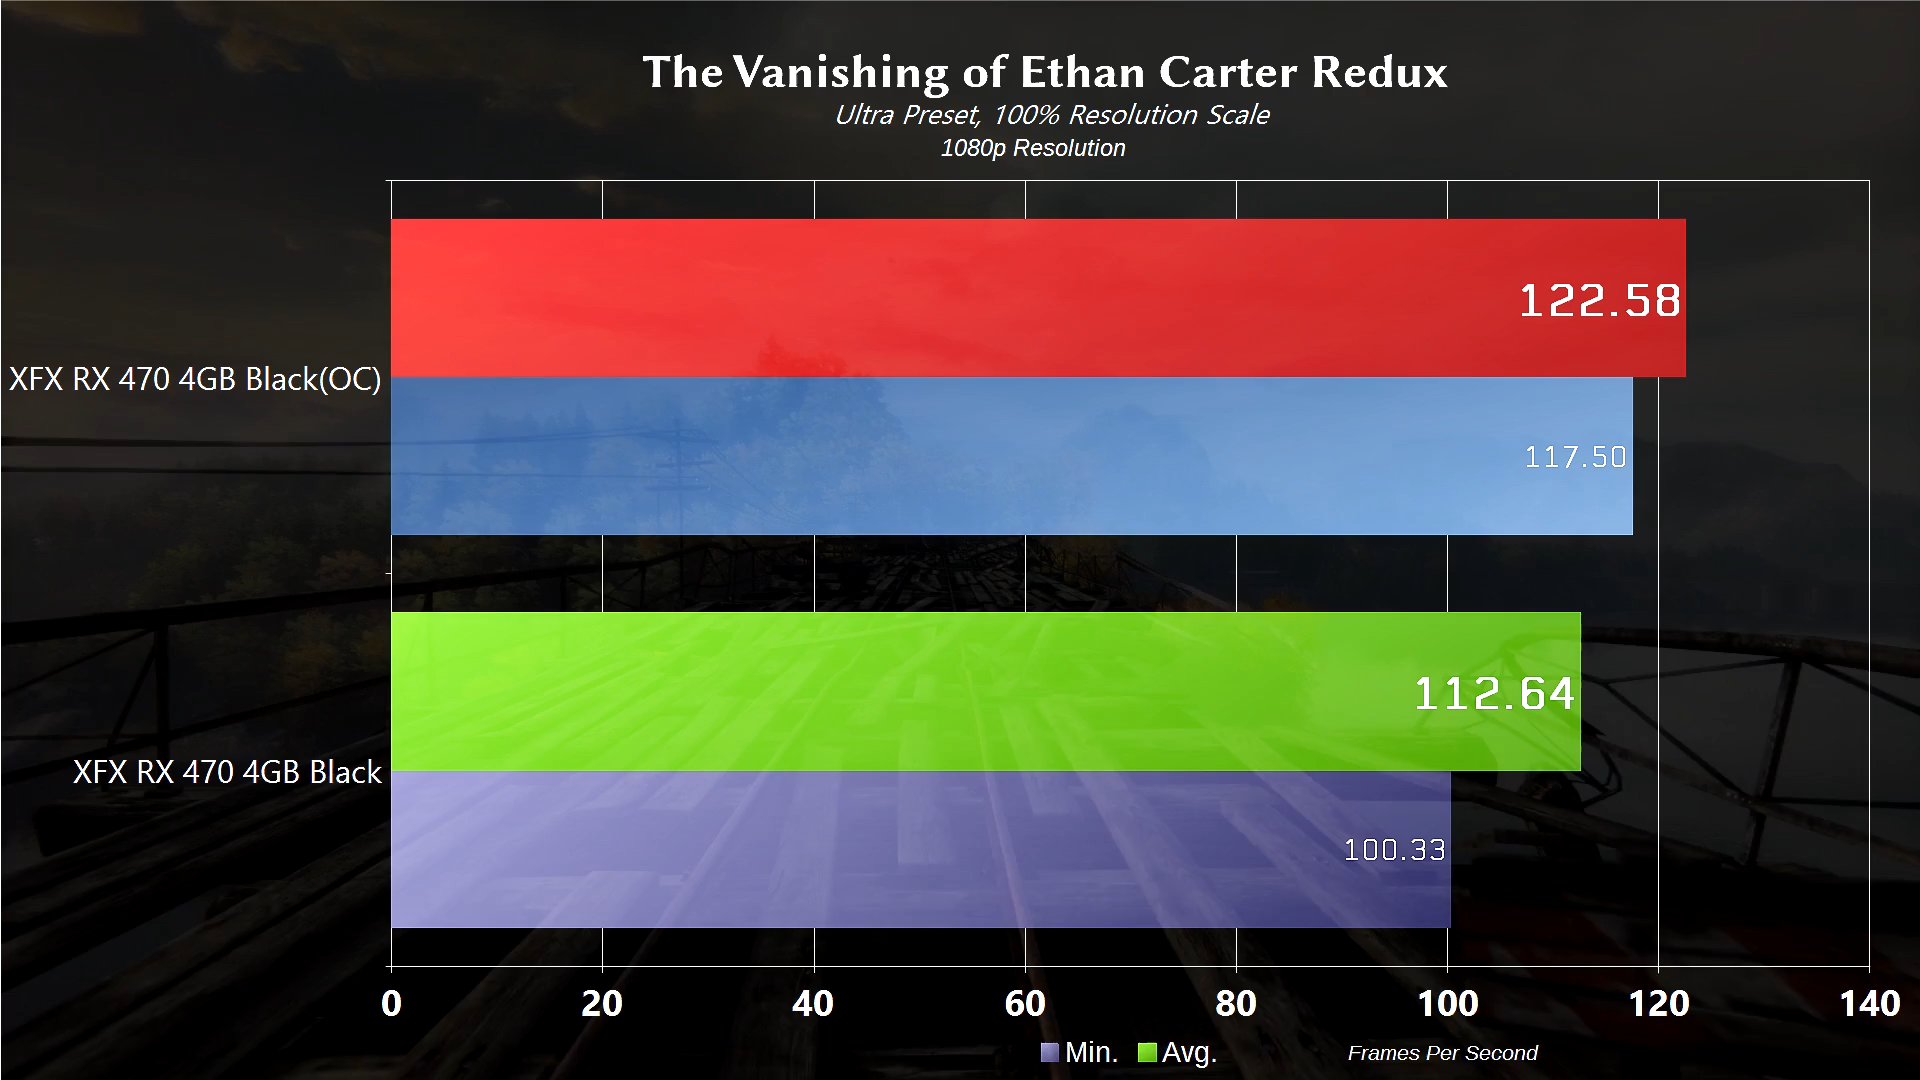 The Vanishing of Ethan Carter Redux
Ultra Preset, 100% Resolution Scale
1080p Resolution
122.58
XFX RX 470 4GB Black(OC)
117.50
112.64
XFX RX 470 4GB Black
100.33
0 20 40 60 80 100 120 140
Min. Avg. Frames Per Second